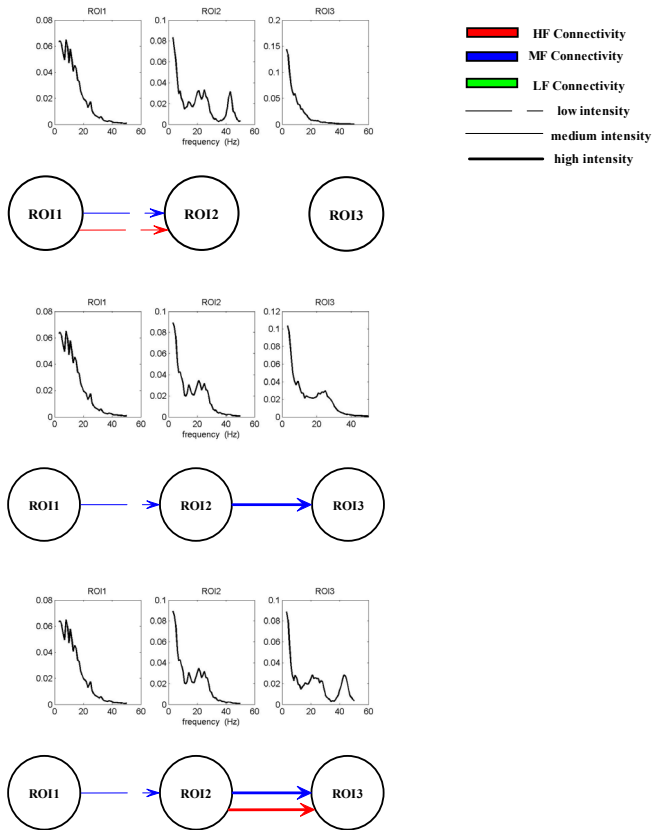 ROI1 ROI2 ROI3
0.08 0.1 0.2
0.06 0.08 0.15
0.04 0.06 0.1
0.04
0.02 0.02 0.05
0 0 0
0 20 40 60 0 20 40 60 0 20 40 60
frequency (Hz)
HF Connectivity
MF Connectivity
LF Connectivity
low intensity
medium intensity
high intensity
ROI1 ROI2 ROI3
ROI1 ROI2 ROI3
0.08 0.1 0.12
0.08 0.1
0.06 0.06 0.08
0.04 0.06
0.04 0.04
0.02 0.02 0.02
0 0 0
0 20 40 60 0 20 40 60 0 20 40
frequency (Hz)
ROI1 ROI2 ROI3
ROI1 ROI2 ROI3
0.08 0.1 0.1
0.06 0.08 0.08
0.06 0.06
0.04 0.04 0.04
0.02 0.02 0.02
0 0 0
0 20 40 60 0 20 40 60 0 20 40 60
frequency (Hz)
ROI1 ROI2 ROI3